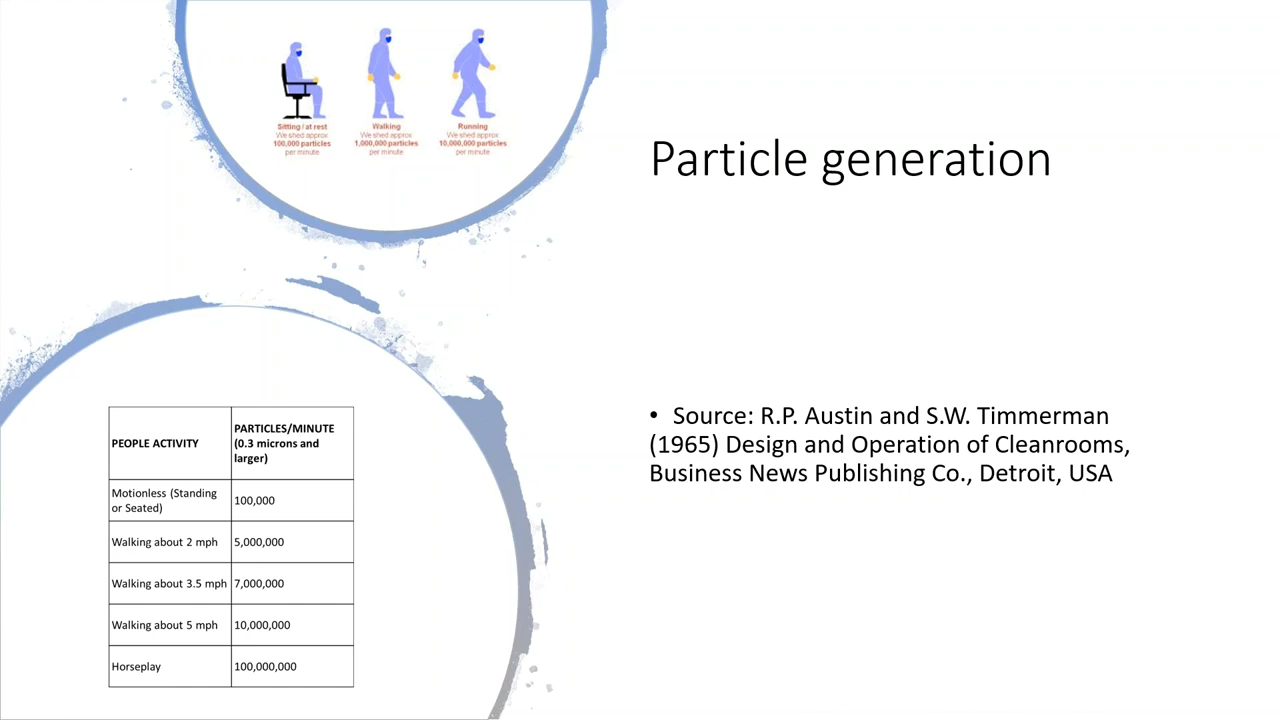 Sitting / at rest
We shed approx
100,000 particles
per minute
Walking
We shed approx
1,000,000 particles
per minute
Running
We shed approx
10,000,000 particles
per minute
Particle generation
• Source: R.P. Austin and S.W. Timmerman
(1965) Design and Operation of Cleanrooms,
Business News Publishing Co., Detroit, USA
PEOPLE ACTIVITY
PARTICLES/MINUTE
(0.3 microns and
larger)
Motionless (Standing
or Seated)
100,000
Walking about 2 mph
5,000,000
Walking about 3.5 mph
7,000,000
Walking about 5 mph
10,000,000
Horseplay
100,000,000